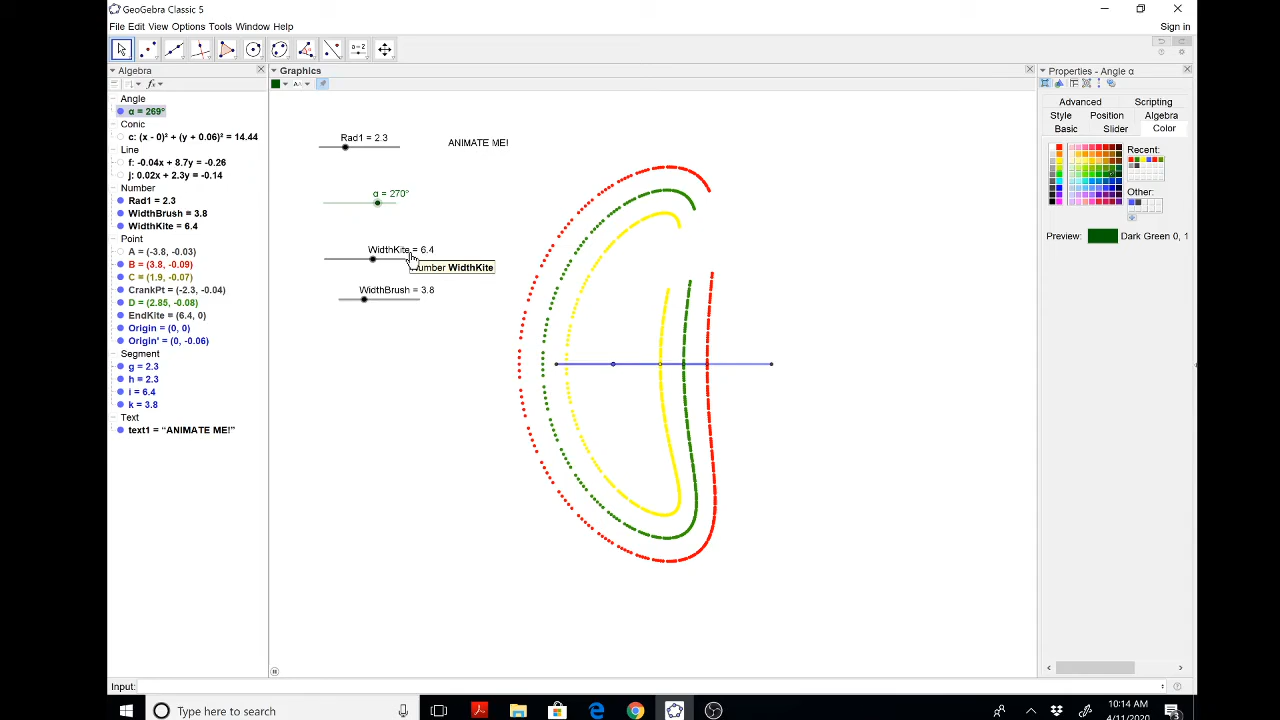 GeoGebra Classic 5
File Edit View Options Tools Window Help
Sign in
a=2
Algebra
Graphics
Properties - Angle α
Angle
α = 269°
Conic
c: (x - 0)² + (y + 0.06)² = 14.44
Line
f: -0.04x + 8.7y = -0.26
j: 0.02x + 2.3y = -0.14
Number
Rad1 = 2.3
WidthBrush = 3.8
WidthKite = 6.4
Point
A = (-3.8, -0.03)
B = (3.8, -0.09)
C = (1.9, -0.07)
CrankPt = (-2.3, -0.04)
D = (2.85, -0.08)
EndKite = (6.4, 0)
Origin = (0, 0)
Origin' = (0, -0.06)
Segment
g = 2.3
h = 2.3
i = 6.4
k = 3.8
Text
text1 = "ANIMATE ME!"
Rad1 = 2.3
ANIMATE ME!
α = 270°
WidthKite = 6.4
Number WidthKite
WidthBrush = 3.8
Advanced Scripting
Style Position Algebra
Basic Slider Color
Recent:
Other:
Preview: Dark Green 0, 1
Input:
Type here to search
10:14 AM
4/11/2020